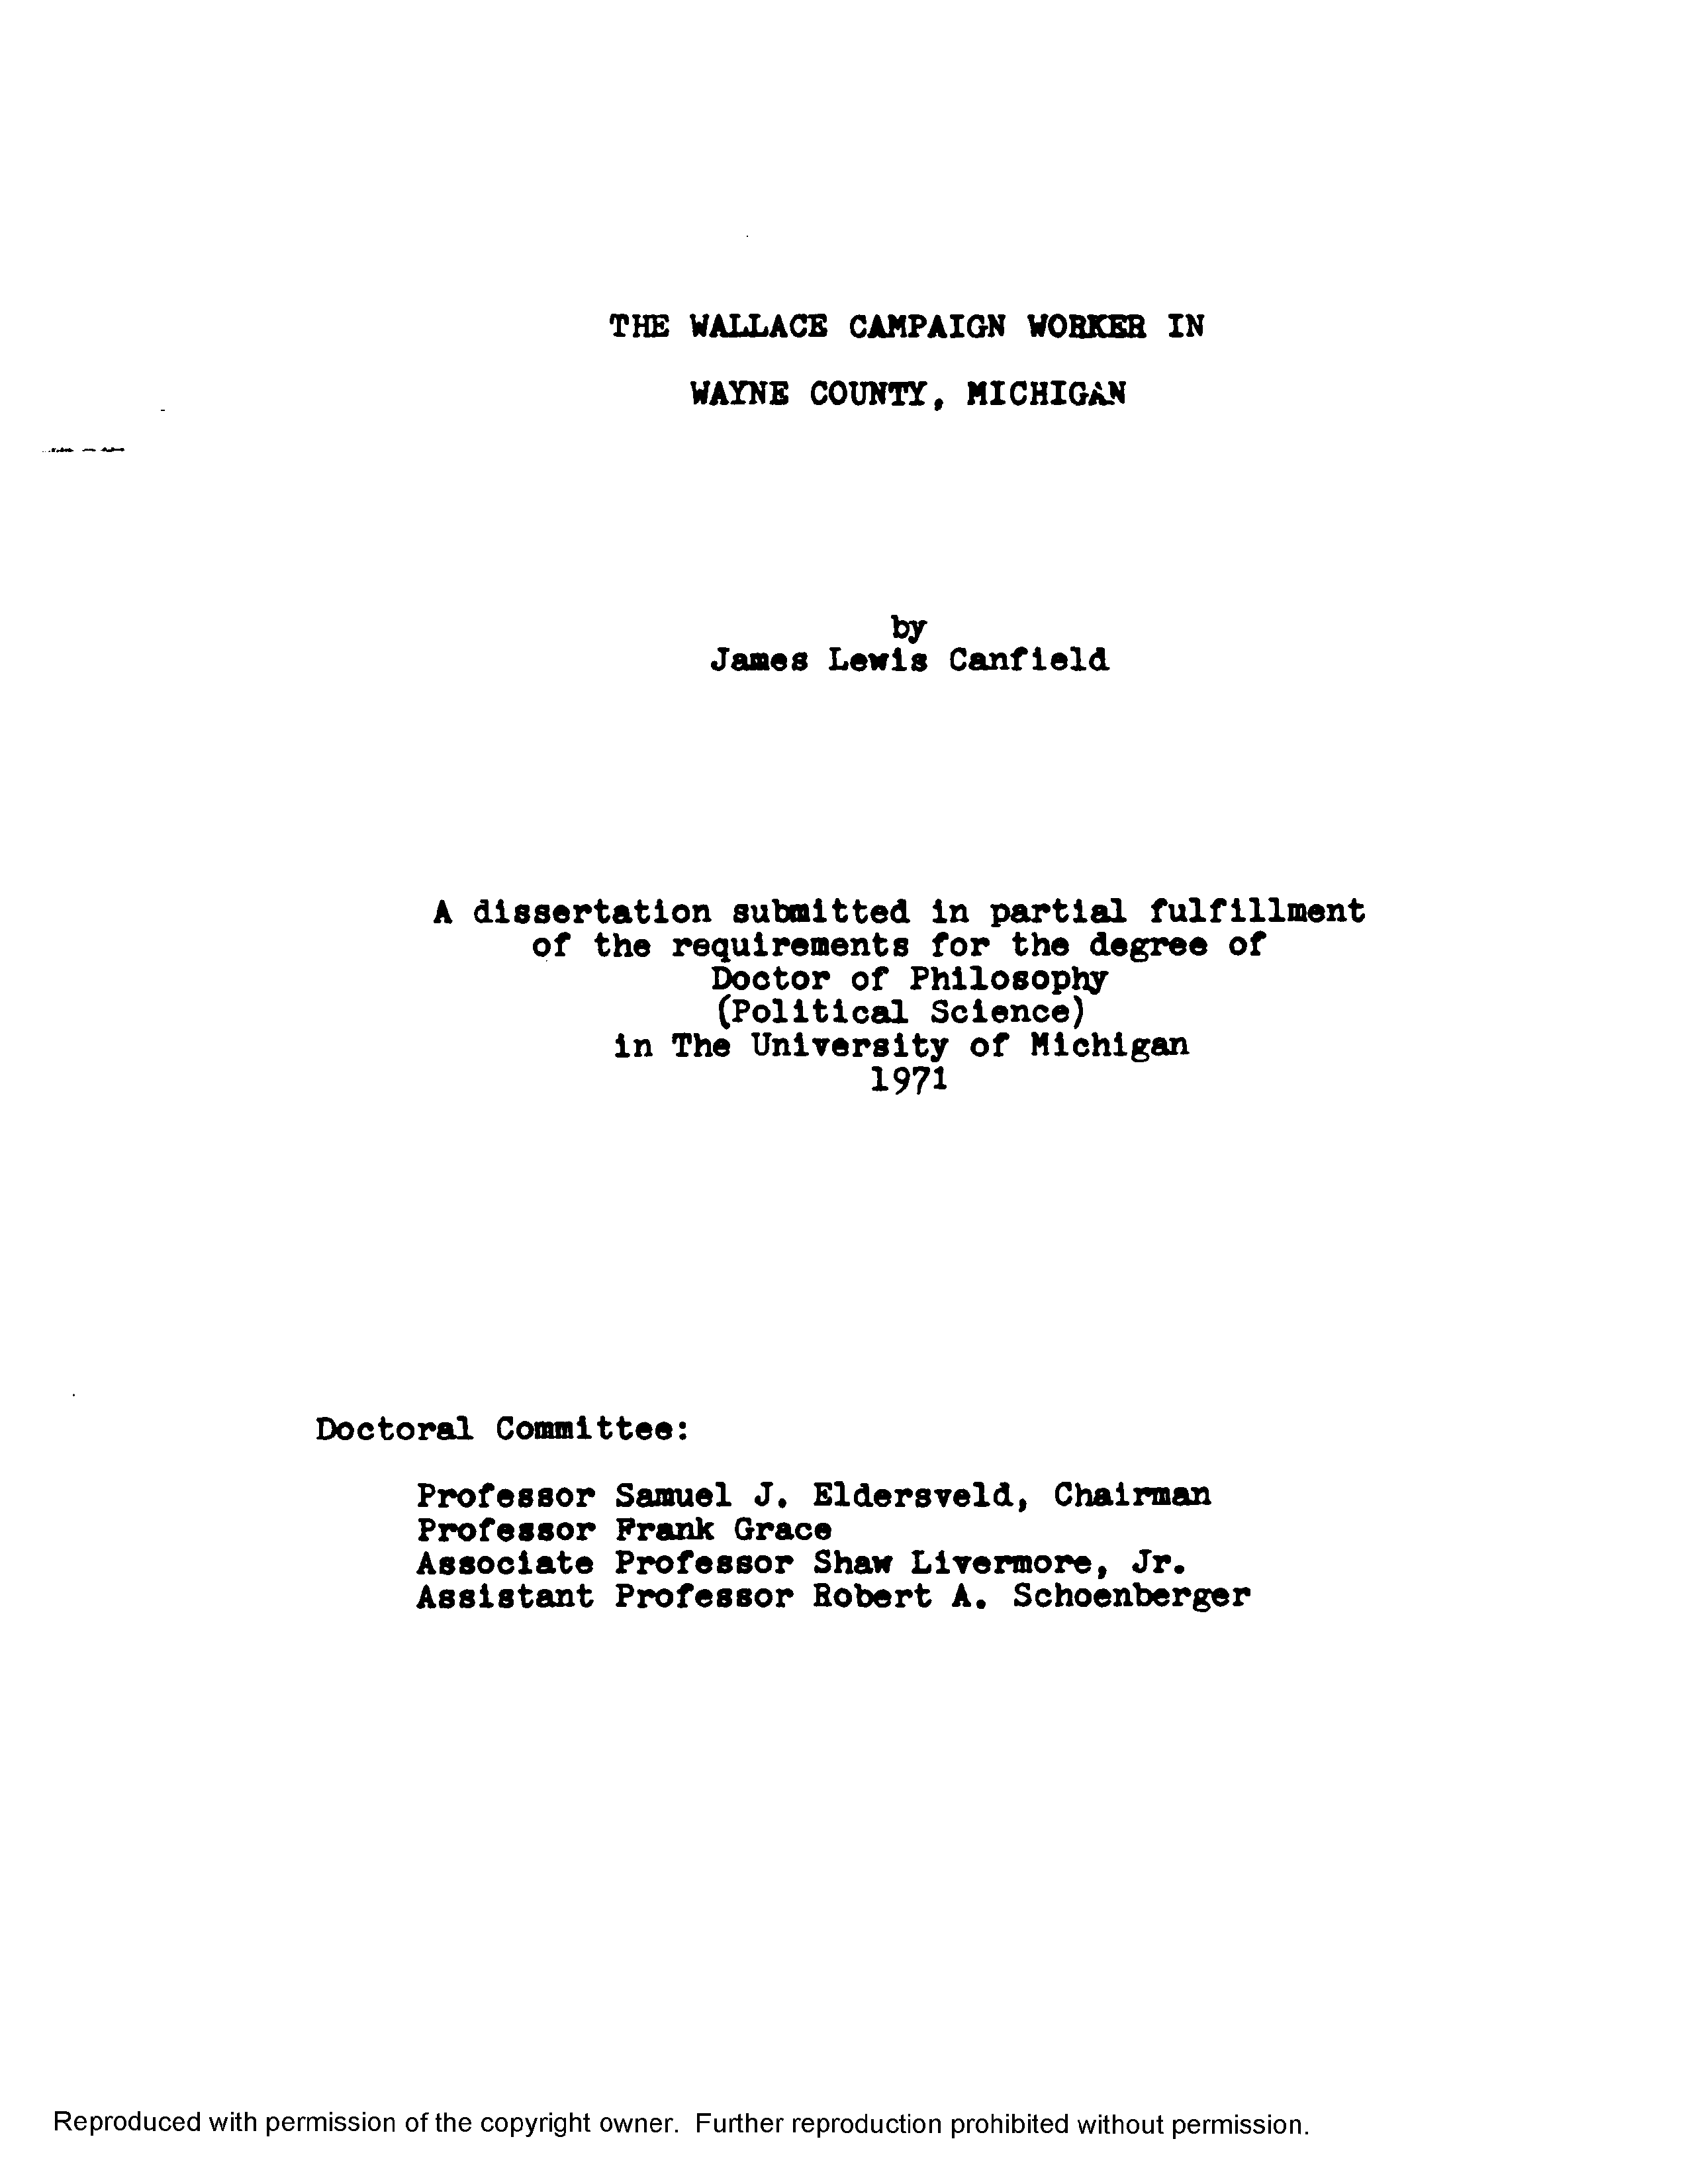 THE WALLACE CAMPAIGN WORKER IN
WAYNE COUNTY, MICHIGAN
by
James Lewis Canfield
A dissertation submitted in partial fulfillment
of the requirements for the degree of
Doctor of Philosophy
(Political Science)
in The University of Michigan
1971
Doctoral Committee:
Professor Samuel J. Eldersveld, Chairman
Professor Frank Grace
Associate Professor Shaw Livermore, Jr.
Assistant Professor Robert A. Schoenberger
Reproduced with permission of the copyright owner. Further reproduction prohibited without permission.